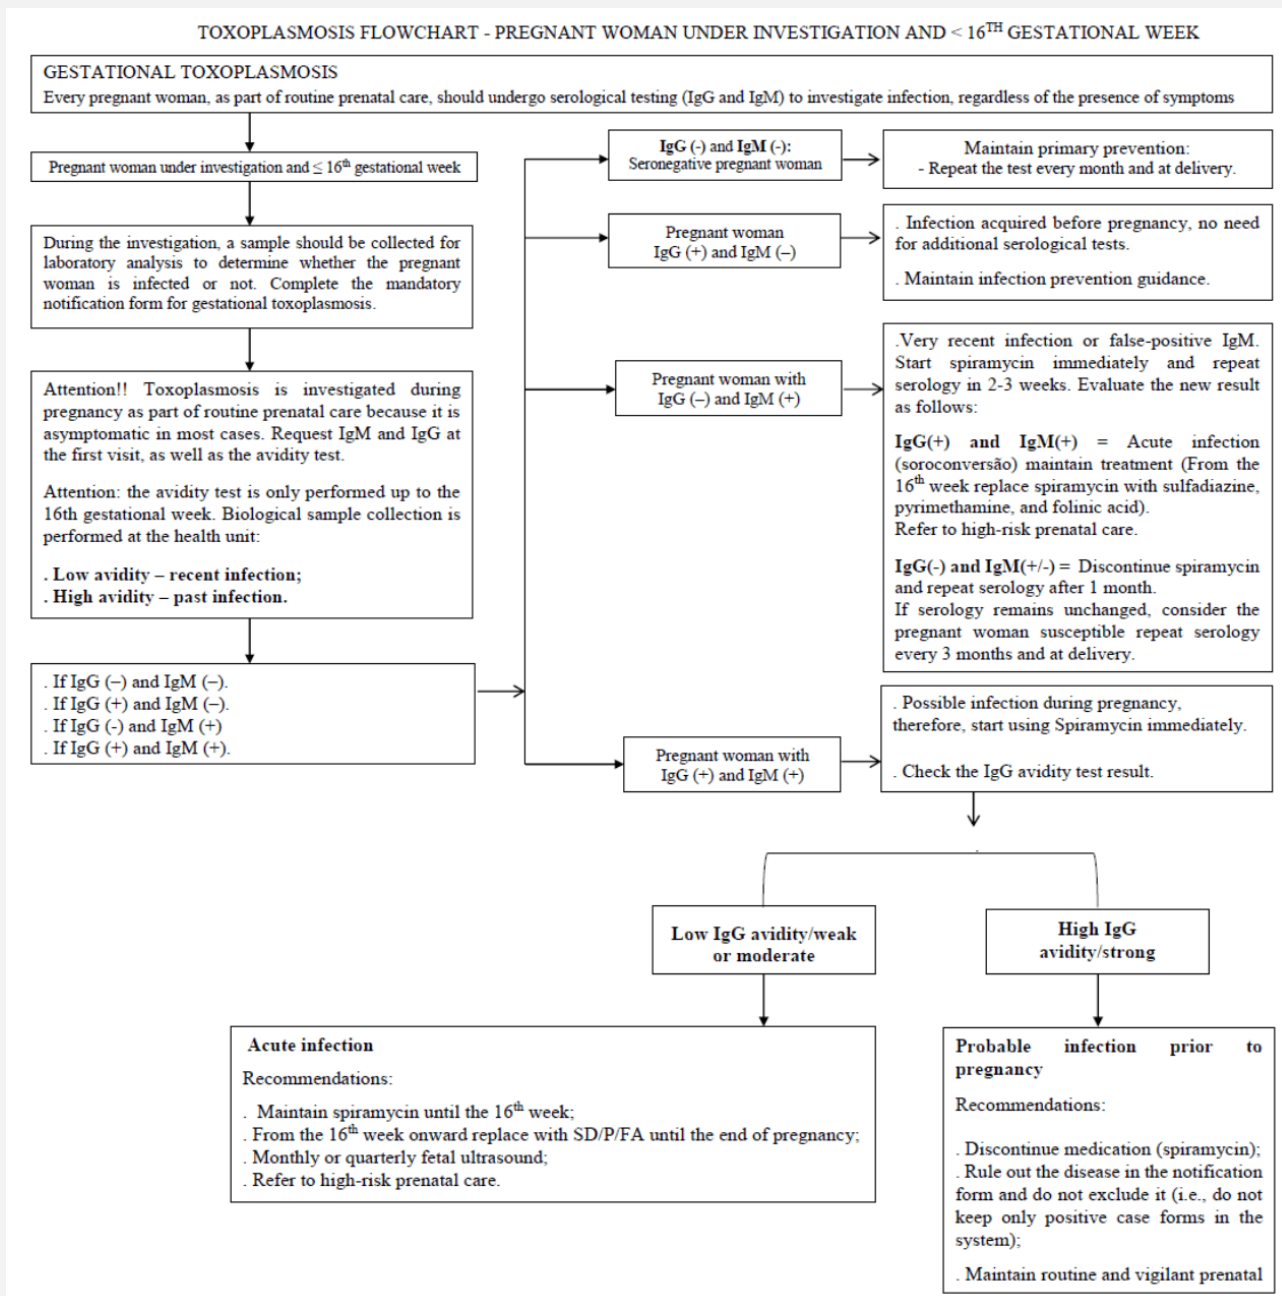 TOXOPLASMOSIS FLOWCHART - PREGNANT WOMAN UNDER INVESTIGATION AND < 16TH GESTATIONAL WEEK
GESTATIONAL TOXOPLASMOSIS
Every pregnant woman, as part of routine prenatal care, should undergo serological testing (IgG and IgM) to investigate infection, regardless of the presence of symptoms
Pregnant woman under investigation and ≤ 16th gestational week
During the investigation, a sample should be collected for
laboratory analysis to determine whether the pregnant
woman is infected or not. Complete the mandatory
notification form for gestational toxoplasmosis.
Attention!! Toxoplasmosis is investigated during
pregnancy as part of routine prenatal care because it is
asymptomatic in most cases. Request IgM and IgG at
the first visit, as well as the avidity test.
Attention: the avidity test is only performed up to the
16th gestational week. Biological sample collection is
performed at the health unit:
. Low avidity – recent infection;
. High avidity – past infection.
. If IgG (–) and IgM (–).
. If IgG (+) and IgM (–).
. If IgG (-) and IgM (+)
. If IgG (+) and IgM (+).
IgG (-) and IgM (-):
Seronegative pregnant woman
Maintain primary prevention:
- Repeat the test every month and at delivery.
Pregnant woman
IgG (+) and IgM (–)
. Infection acquired before pregnancy, no need
for additional serological tests.
. Maintain infection prevention guidance.
Pregnant woman with
IgG (–) and IgM (+)
.Very recent infection or false-positive IgM.
Start spiramycin immediately and repeat
serology in 2-3 weeks. Evaluate the new result
as follows:
IgG(+) and IgM(+) = Acute infection
(soroconversão) maintain treatment (From the
16th week replace spiramycin with sulfadiazine,
pyrimethamine, and folinic acid).
Refer to high-risk prenatal care.
IgG(-) and IgM(+/-) = Discontinue spiramycin
and repeat serology after 1 month.
If serology remains unchanged, consider the
pregnant woman susceptible repeat serology
every 3 months and at delivery.
Pregnant woman with
IgG (+) and IgM (+)
. Possible infection during pregnancy,
therefore, start using Spiramycin immediately.
. Check the IgG avidity test result.
Low IgG avidity/weak
or moderate
High IgG
avidity/strong
Acute infection
Recommendations:
. Maintain spiramycin until the 16th week;
. From the 16th week onward replace with SD/P/FA until the end of pregnancy;
. Monthly or quarterly fetal ultrasound;
. Refer to high-risk prenatal care.
Probable infection prior to
pregnancy
Recommendations:
. Discontinue medication (spiramycin);
. Rule out the disease in the notification
form and do not exclude it (i.e., do not
keep only positive case forms in the
system);
. Maintain routine and vigilant prenatal